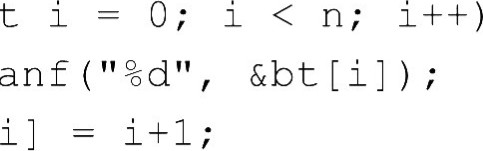 t i = 0; i < n; i++)
anf("%d", &bt[i]);
i] = i+1;